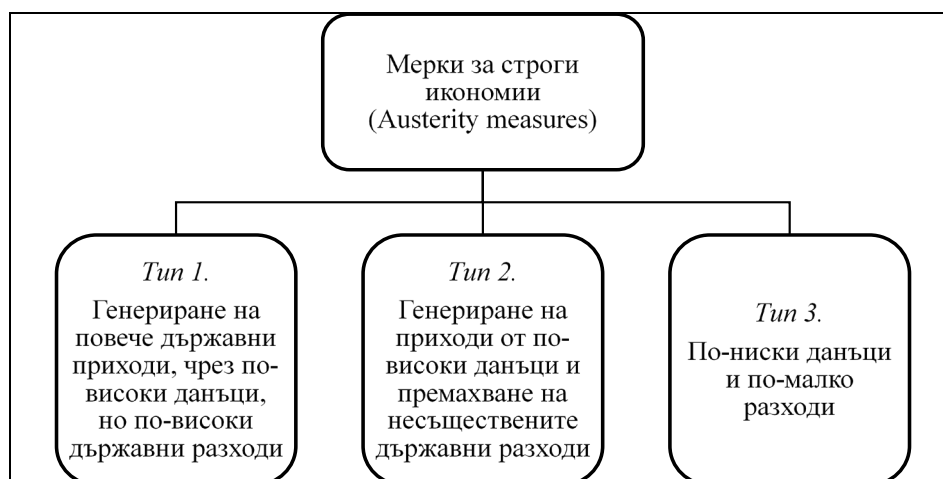 Мерки за строги
икономии
(Austerity measures)
Тип 1.
Генериране на
повече държавни
приходи, чрез по-
високи данъци,
но по-високи
държавни разходи
Тип 2.
Генериране на
приходи от по-
високи данъци и
премахване на
несъществените
държавни разходи
Тип 3.
По-ниски данъци
и по-малко
разходи